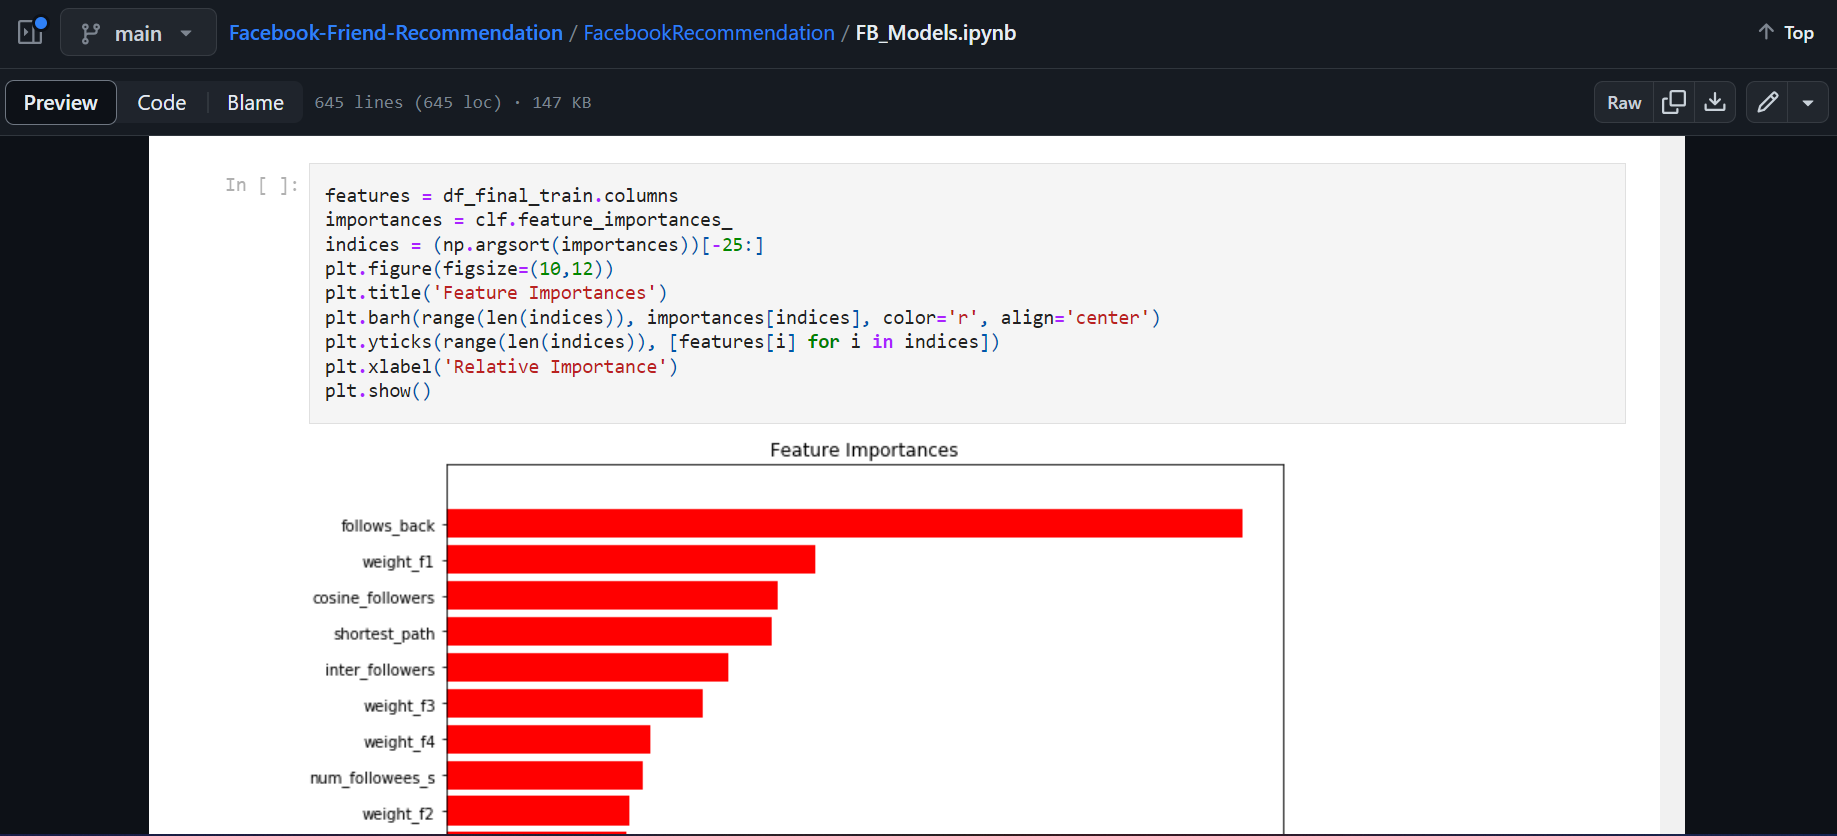 main
Facebook-Friend-Recommendation / FacebookRecommendation / FB_Models.ipynb
Top
Preview
Code
Blame
645 lines (645 loc) · 147 KB
Raw
In [ ]:
features = df_final_train.columns
importances = clf.feature_importances_
indices = (np.argsort(importances))[-25:]
plt.figure(figsize=(10,12))
plt.title('Feature Importances')
plt.barh(range(len(indices)), importances[indices], color='r', align='center')
plt.yticks(range(len(indices)), [features[i] for i in indices])
plt.xlabel('Relative Importance')
plt.show()
Feature Importances
follows_back
weight_f1
cosine_followers
shortest_path
inter_followers
weight_f3
weight_f4
num_followees_s
weight_f2